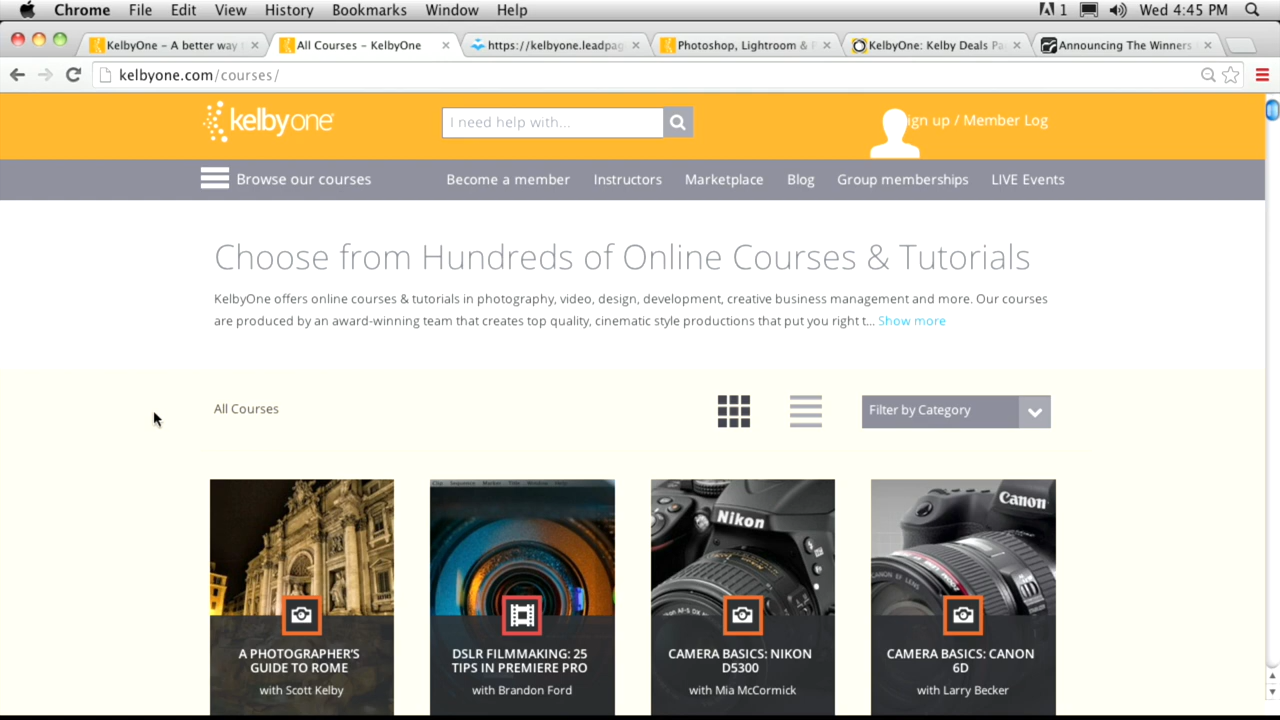 Chrome File Edit View History Bookmarks Window Help 1 Wed 4:45 PM
KelbyOne – A better way
All Courses – KelbyOne
https://kelbyone.leadpag
Photoshop, Lightroom & P
KelbyOne: Kelby Deals Pa
Announcing The Winners
kelbyone.com/courses/
kelbyone
I need help with...
ign up / Member Log
Browse our courses
Become a member
Instructors
Marketplace
Blog
Group memberships
LIVE Events
Choose from Hundreds of Online Courses & Tutorials
KelbyOne offers online courses & tutorials in photography, video, design, development, creative business management and more. Our courses
are produced by an award-winning team that creates top quality, cinematic style productions that put you right t... Show more
All Courses
Filter by Category
A PHOTOGRAPHER'S
GUIDE TO ROME
with Scott Kelby
DSLR FILMMAKING: 25
TIPS IN PREMIERE PRO
with Brandon Ford
Nikon
CAMERA BASICS: NIKON
D5300
with Mia McCormick
Canon
CANON EF LENS
CAMERA BASICS: CANON
6D
with Larry Becker